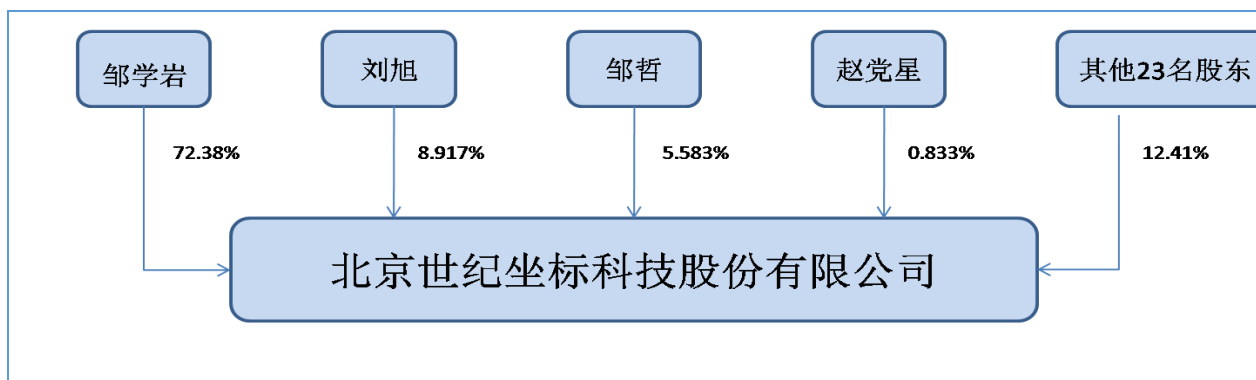 邹学岩
刘旭
邹哲
赵党星
其他23名股东
72.38%
8.917%
5.583%
0.833%
12.41%
北京世纪坐标科技股份有限公司